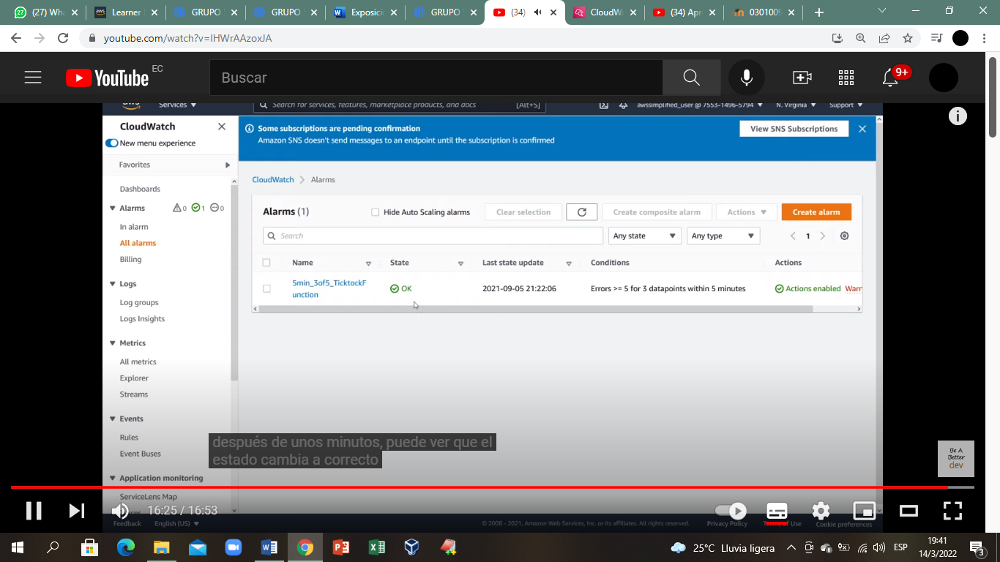 (27) Wha
Learner
GRUPO
GRUPO
Exposici
GRUPO
(34)
CloudWa
(34) Apr
0301009
youtube.com/watch?v=IHWrAAzoxJA
YouTube EC
Buscar
9+
aws Services
Search for services, features, marketplace products, and docs [Alt+S]
awssimplified_user @ 7553-1496-5794 N. Virginia Support
CloudWatch
New menu experience
Favorites
Dashboards
Alarms 0 1 0
In alarm
All alarms
Billing
Logs
Log groups
Logs Insights
Metrics
All metrics
Explorer
Streams
Events
Rules
Event Buses
Application monitoring
ServiceLens Map
Feedback English (US)
Some subscriptions are pending confirmation
Amazon SNS doesn't send messages to an endpoint until the subscription is confirmed
View SNS Subscriptions
CloudWatch Alarms
Alarms (1)
Hide Auto Scaling alarms
Clear selection
Create composite alarm
Actions
Create alarm
Search
Any state
Any type
1
Name State Last state update Conditions Actions
5min_3of5_TicktockF
unction
OK
2021-09-05 21:22:06
Errors >= 5 for 3 datapoints within 5 minutes
Actions enabled Warn
después de unos minutos, puede ver que el
estado cambia a correcto
Be A
Better
dev
16:25 / 16:53
© 2008 - 2021, Amazon Web Services, Inc. or its affiliates. All rights reserved. Privacy Policy Terms of Use Cookie preferences
25°C Lluvia ligera
ESP
19:41
14/3/2022
3